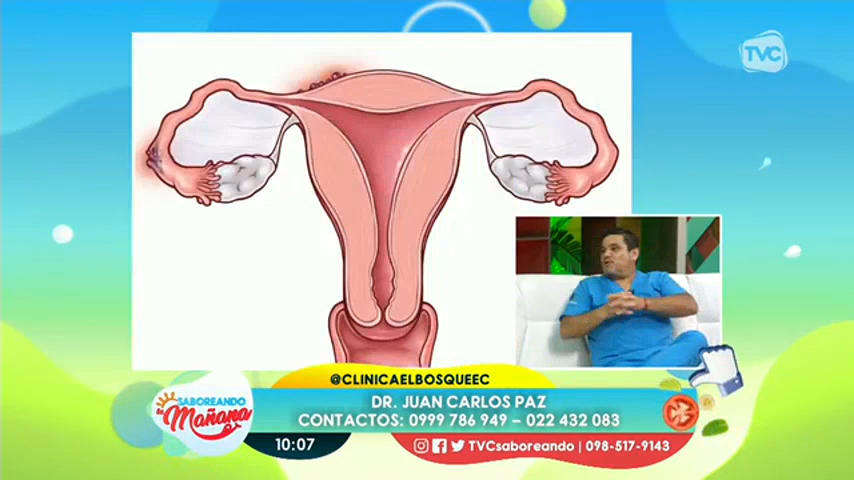 TVC
@CLINICAELBOSQUEEC
SABOREANDO
Mañana
DR. JUAN CARLOS PAZ
CONTACTOS: 0999 786 949 – 022 432 083
10:07
TVCsaboreando | 098-517-9143